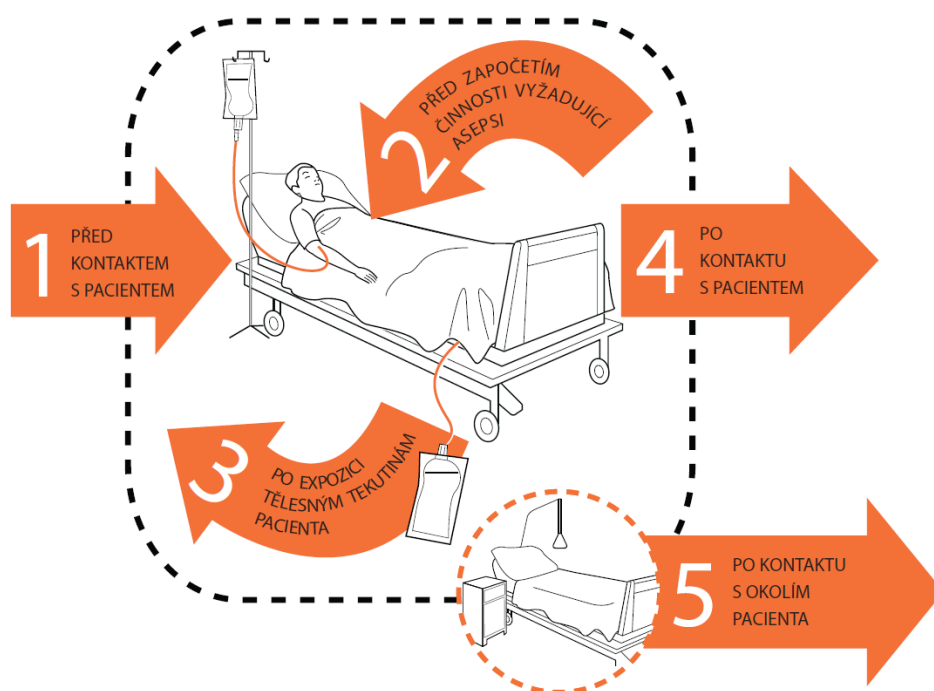 1
PŘED
KONTAKTEM
S PACIENTEM
2
PŘED ZAPOČETÍM
ČINNOSTI VYŽADUJÍCÍ
ASEPSI
3
PO EXPOZICI
TĚLESNÝM TEKUTINÁM
PACIENTA
4
PO
KONTAKTU
S PACIENTEM
5
PO KONTAKTU
S OKOLÍM
PACIENTA